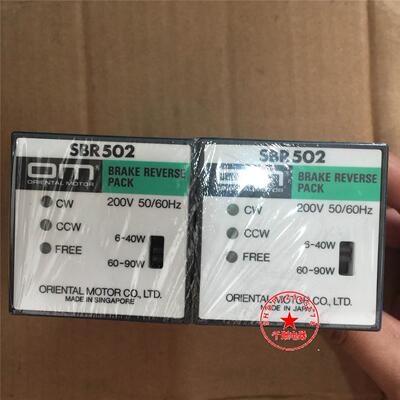 SBR502
OM
ORIENTAL MOTOR
BRAKE REVERSE
PACK
CW
200V 50/60Hz
CCW
6-40W
FREE
60-90W
ORIENTAL MOTOR CO., LTD.
MADE IN SINGAPORE
SBR502
OM
BRAKE REVERSE
PACK
CW
200V 50/60Hz
CCW
6-40W
FREE
60-90W
ORIENTAL MOTOR CO., LTD.
MADE IN JAPAN